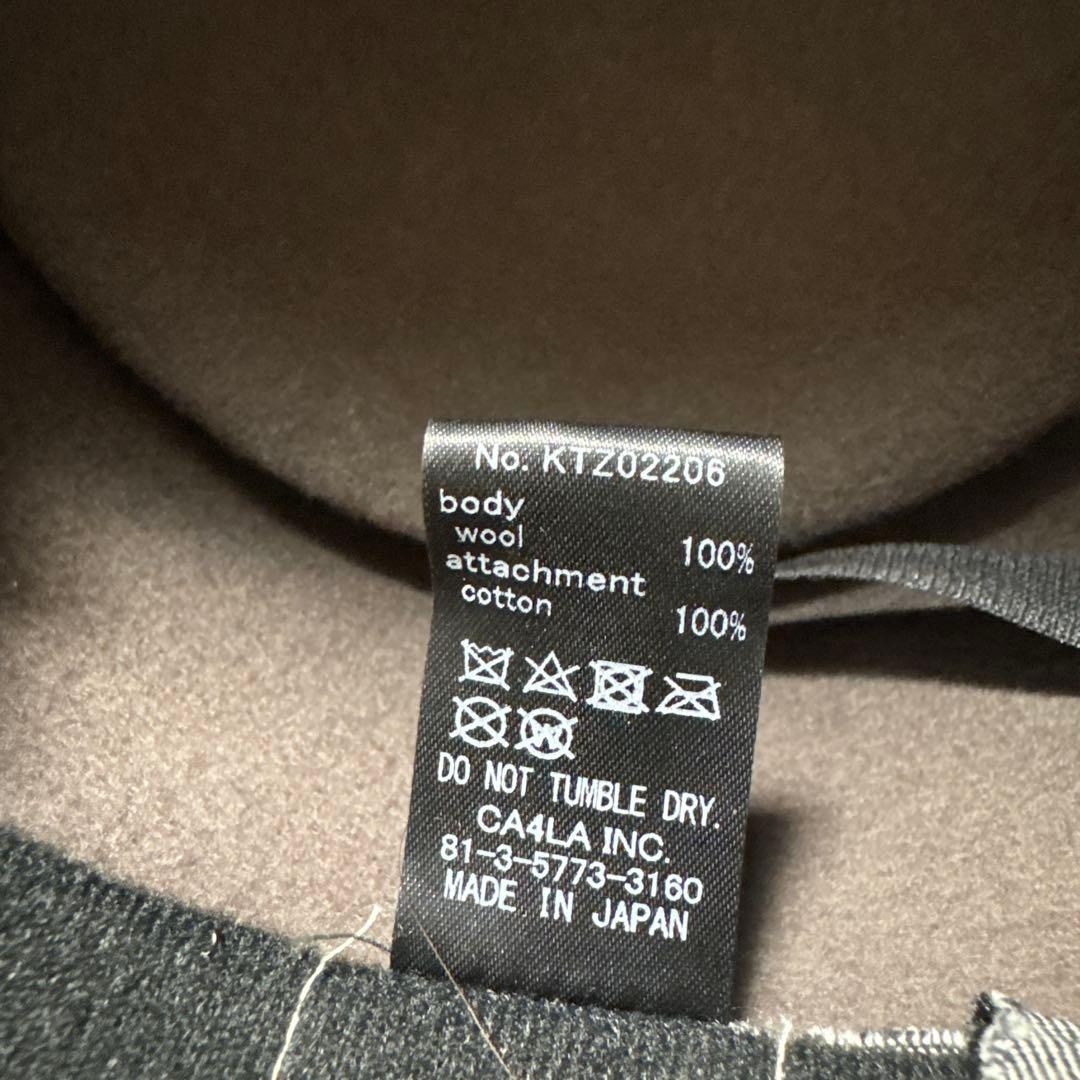 No. KTZ02206
body
wool 100%
attachment
cotton 100%
W
DO NOT TUMBLE DRY.
CA4LA INC.
81-3-5773-3160
MADE IN JAPAN